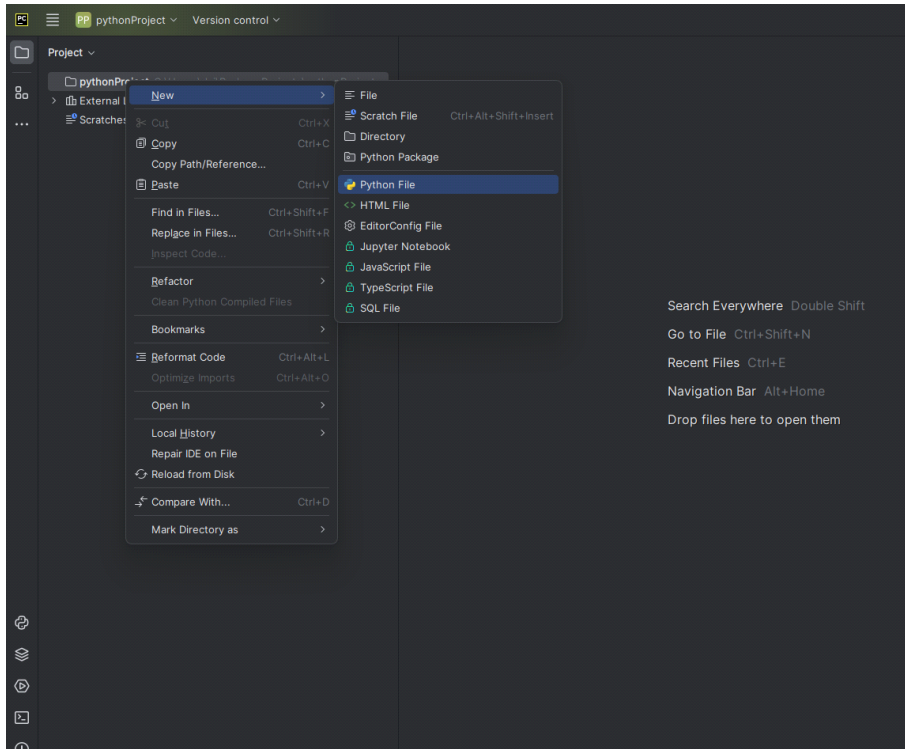 PC PP pythonProject Version control
Project
pythonPr
New
External
Scratches
Cut Ctrl+X
Copy Ctrl+C
Copy Path/Reference...
Paste Ctrl+V
Find in Files... Ctrl+Shift+F
Replace in Files... Ctrl+Shift+R
Inspect Code...
Refactor
Clean Python Compiled Files
Bookmarks
Reformat Code Ctrl+Alt+L
Optimize Imports Ctrl+Alt+O
Open In
Local History
Repair IDE on File
Reload from Disk
Compare With... Ctrl+D
Mark Directory as
File
Scratch File Ctrl+Alt+Shift+Insert
Directory
Python Package
Python File
HTML File
EditorConfig File
Jupyter Notebook
JavaScript File
TypeScript File
SQL File
Search Everywhere Double Shift
Go to File Ctrl+Shift+N
Recent Files Ctrl+E
Navigation Bar Alt+Home
Drop files here to open them